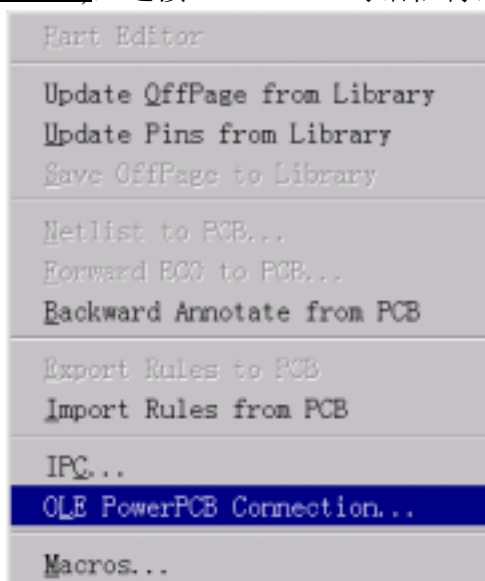 Part Editor
Update OffPage from Library
Update Pins from Library
Save OffPage to Library
Netlist to PCB...
Forward ECO to PCB...
Backward Annotate from PCB
Export Rules to PCB
Import Rules from PCB
IPC...
OLE PowerPCB Connection...
Macros...